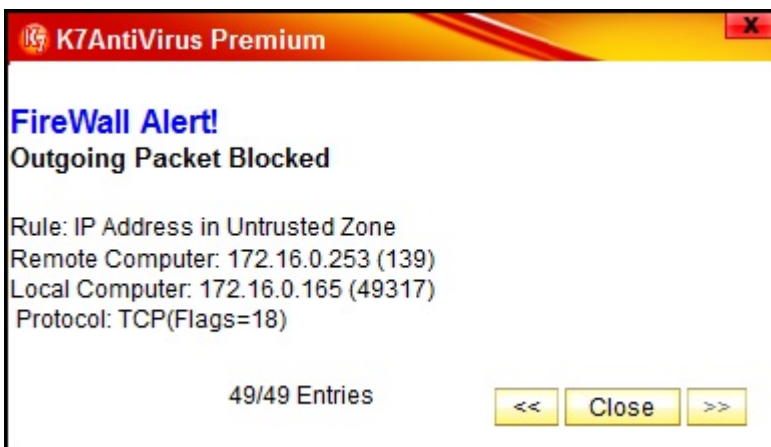 K7AntiVirus Premium
X
FireWall Alert!
Outgoing Packet Blocked
Rule: IP Address in Untrusted Zone
Remote Computer: 172.16.0.253 (139)
Local Computer: 172.16.0.165 (49317)
Protocol: TCP(Flags=18)
49/49 Entries
<< Close >>